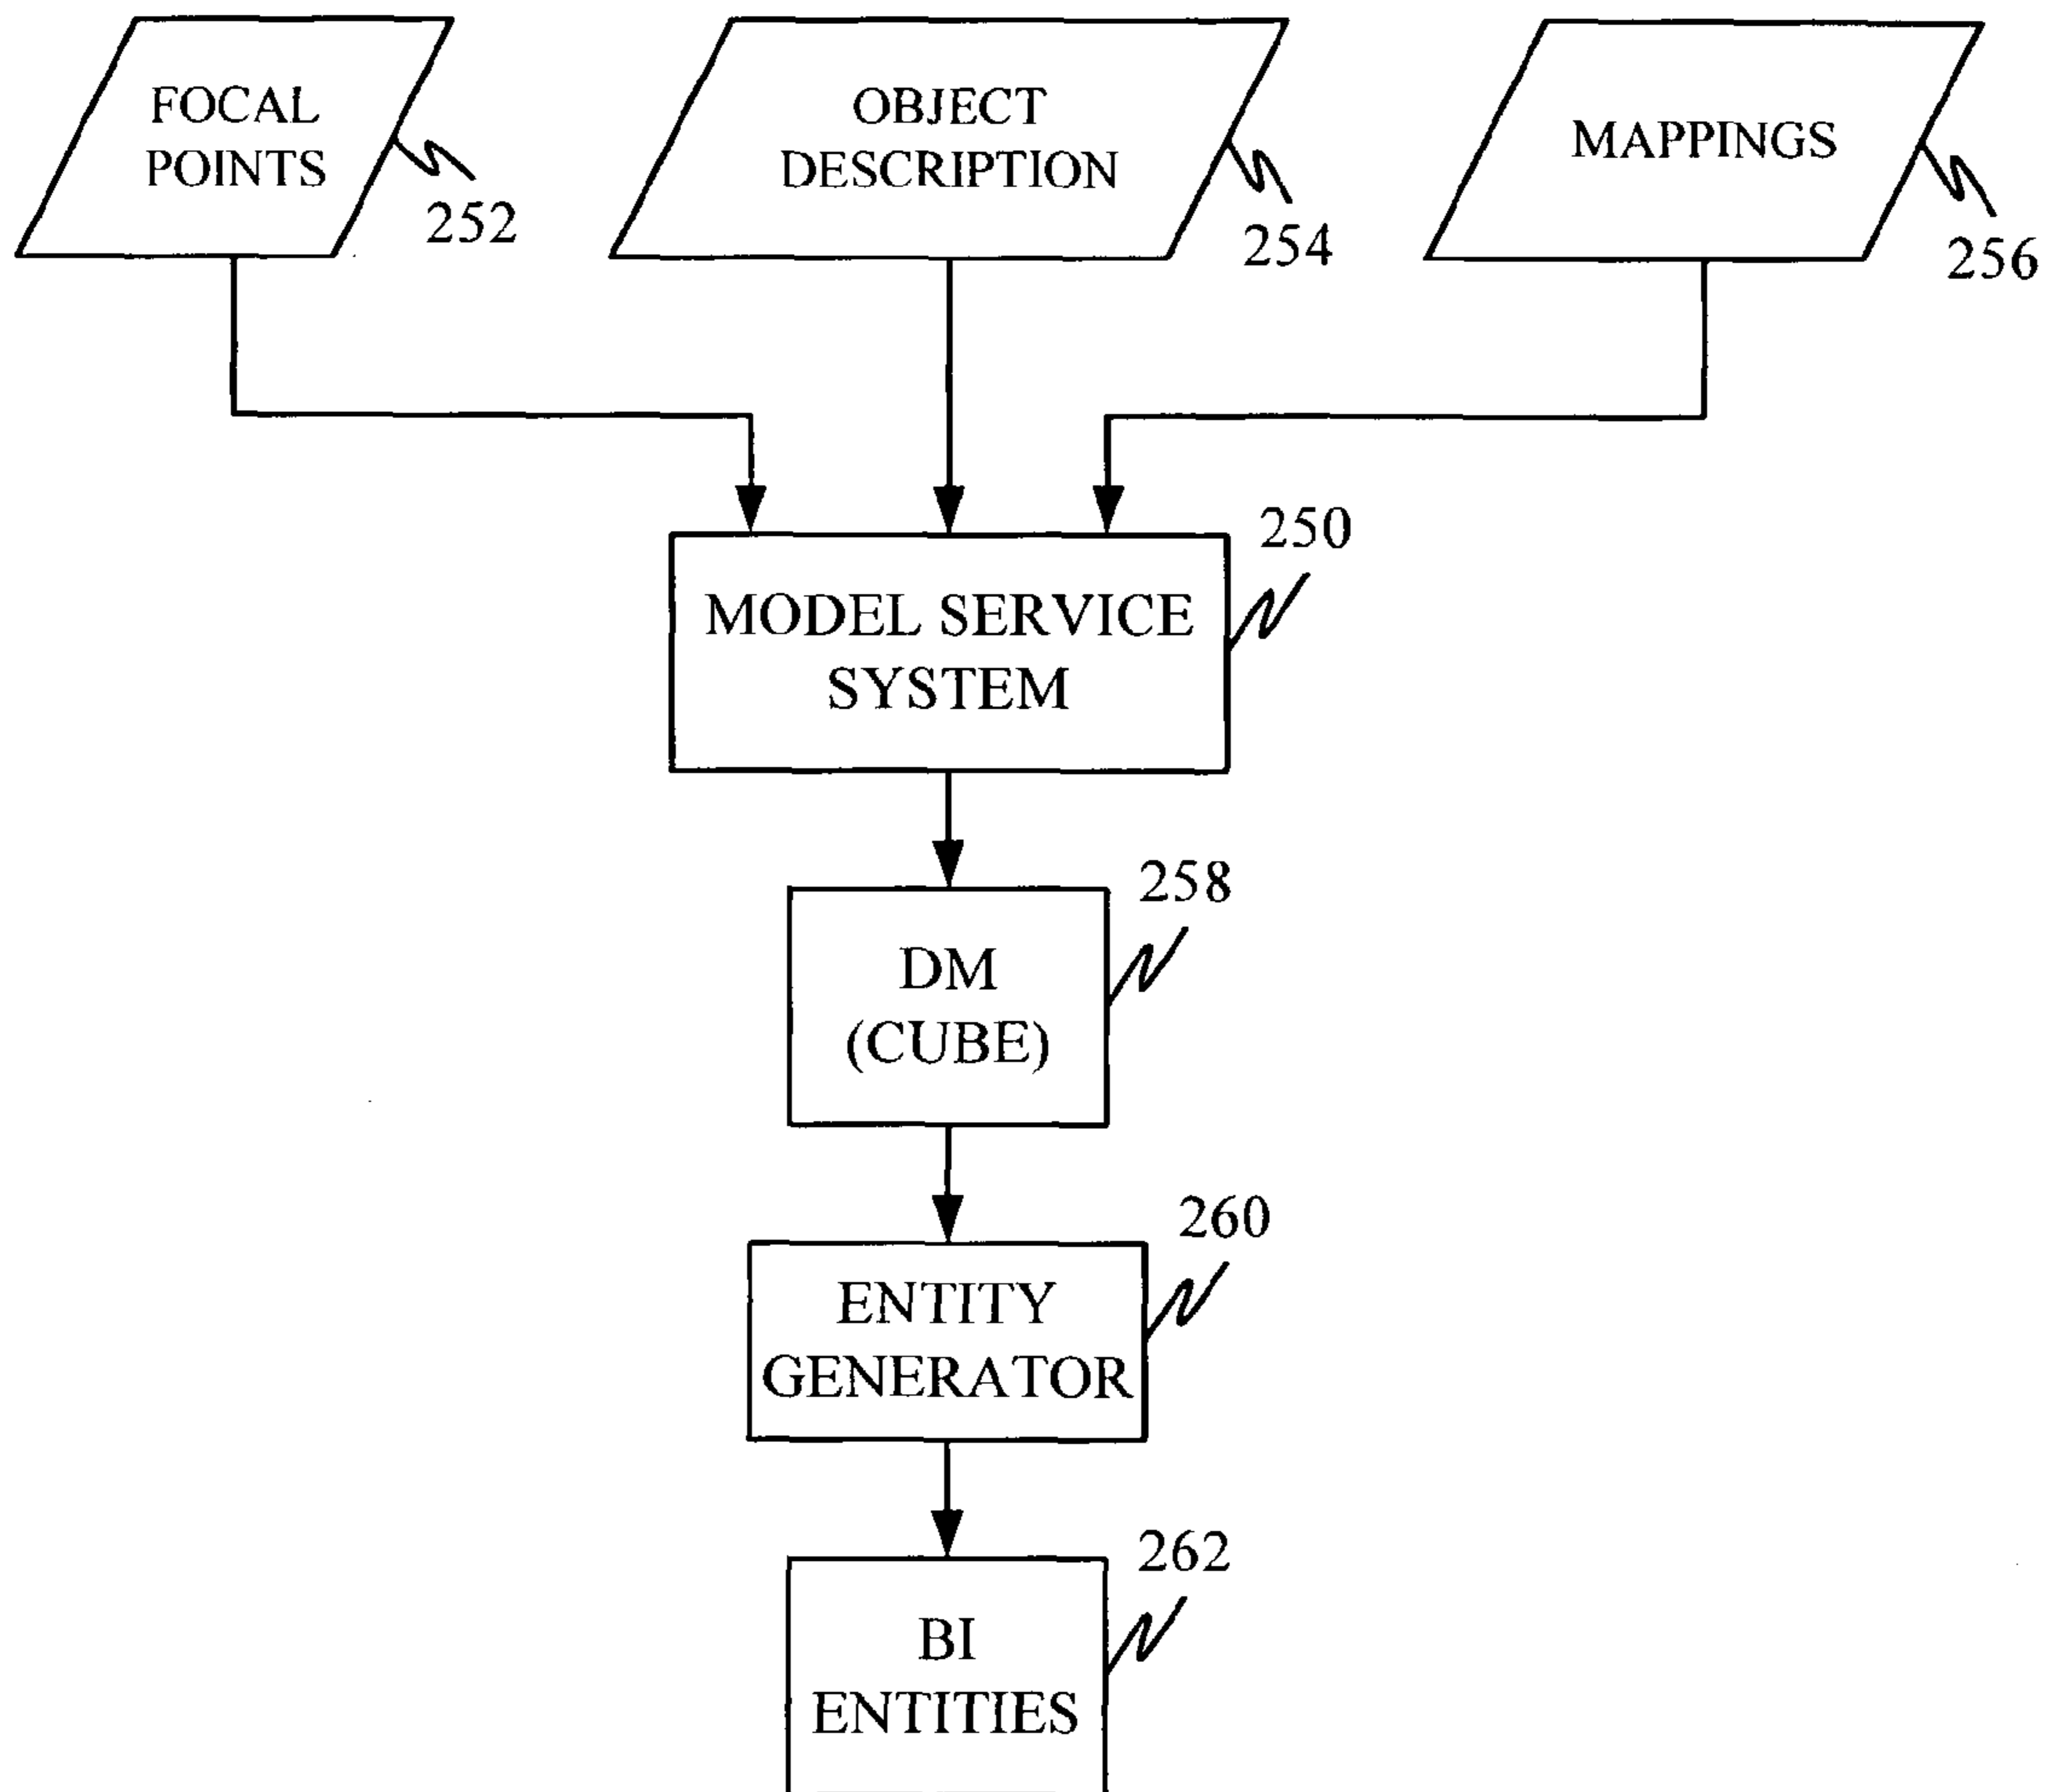 FOCAL
POINTS
252
OBJECT
DESCRIPTION
254
MAPPINGS
256
250
MODEL SERVICE
SYSTEM
258
DM
(CUBE)
260
ENTITY
GENERATOR
262
BI
ENTITIES